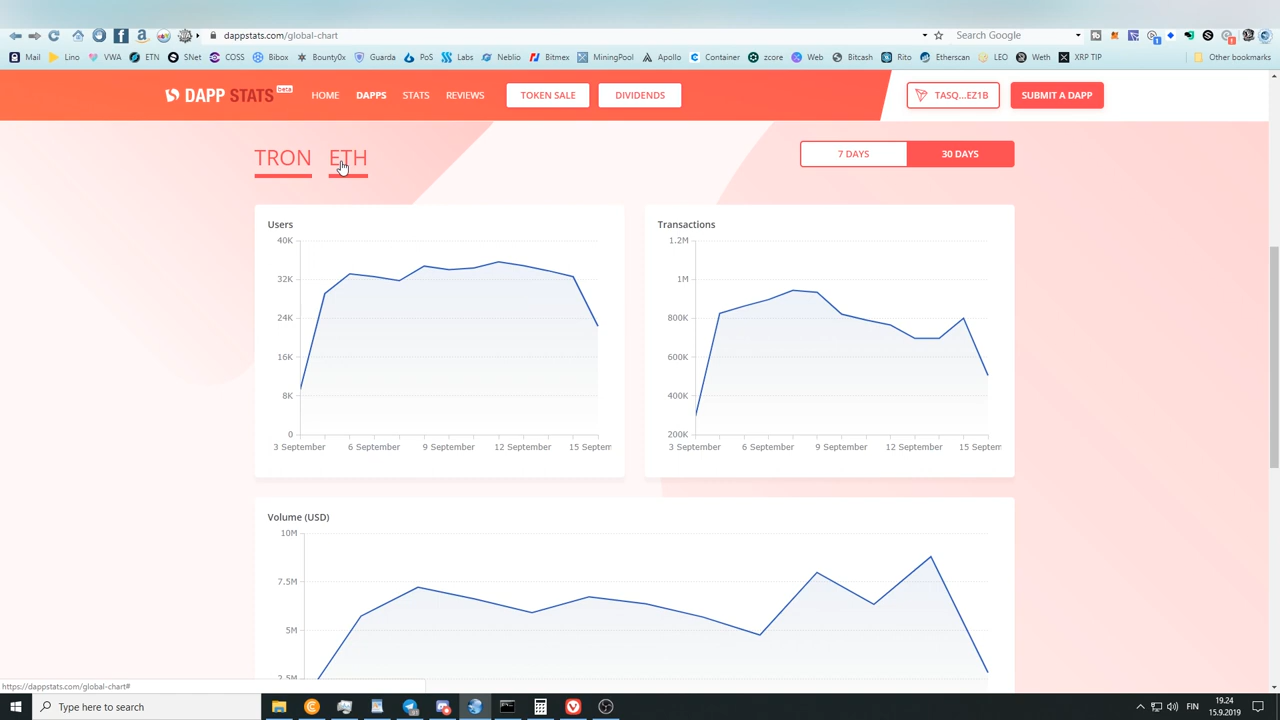 dappstats.com/global-chart
Search Google
Mail Lino VWA ETN SNet COSS Bibox Bounty0x Guarda PoS Labs Neblio Bitmex MiningPool Apollo Container zcore Web Bitcash Rito Etherscan LEO Weth XRP TIP Other bookmarks
DAPP STATS beta
HOME DAPPS STATS REVIEWS TOKEN SALE DIVIDENDS TASQ...EZ1B SUBMIT A DAPP
TRON ETH
7 DAYS 30 DAYS
Users
40K
32K
24K
16K
8K
0
3 September 6 September 9 September 12 September 15 Septem
Transactions
1.2M
1M
800K
600K
400K
200K
3 September 6 September 9 September 12 September 15 Septem
Volume (USD)
10M
7.5M
5M
2.5M
https://dappstats.com/global-chart#
Type here to search
FIN
19.24
15.9.2019